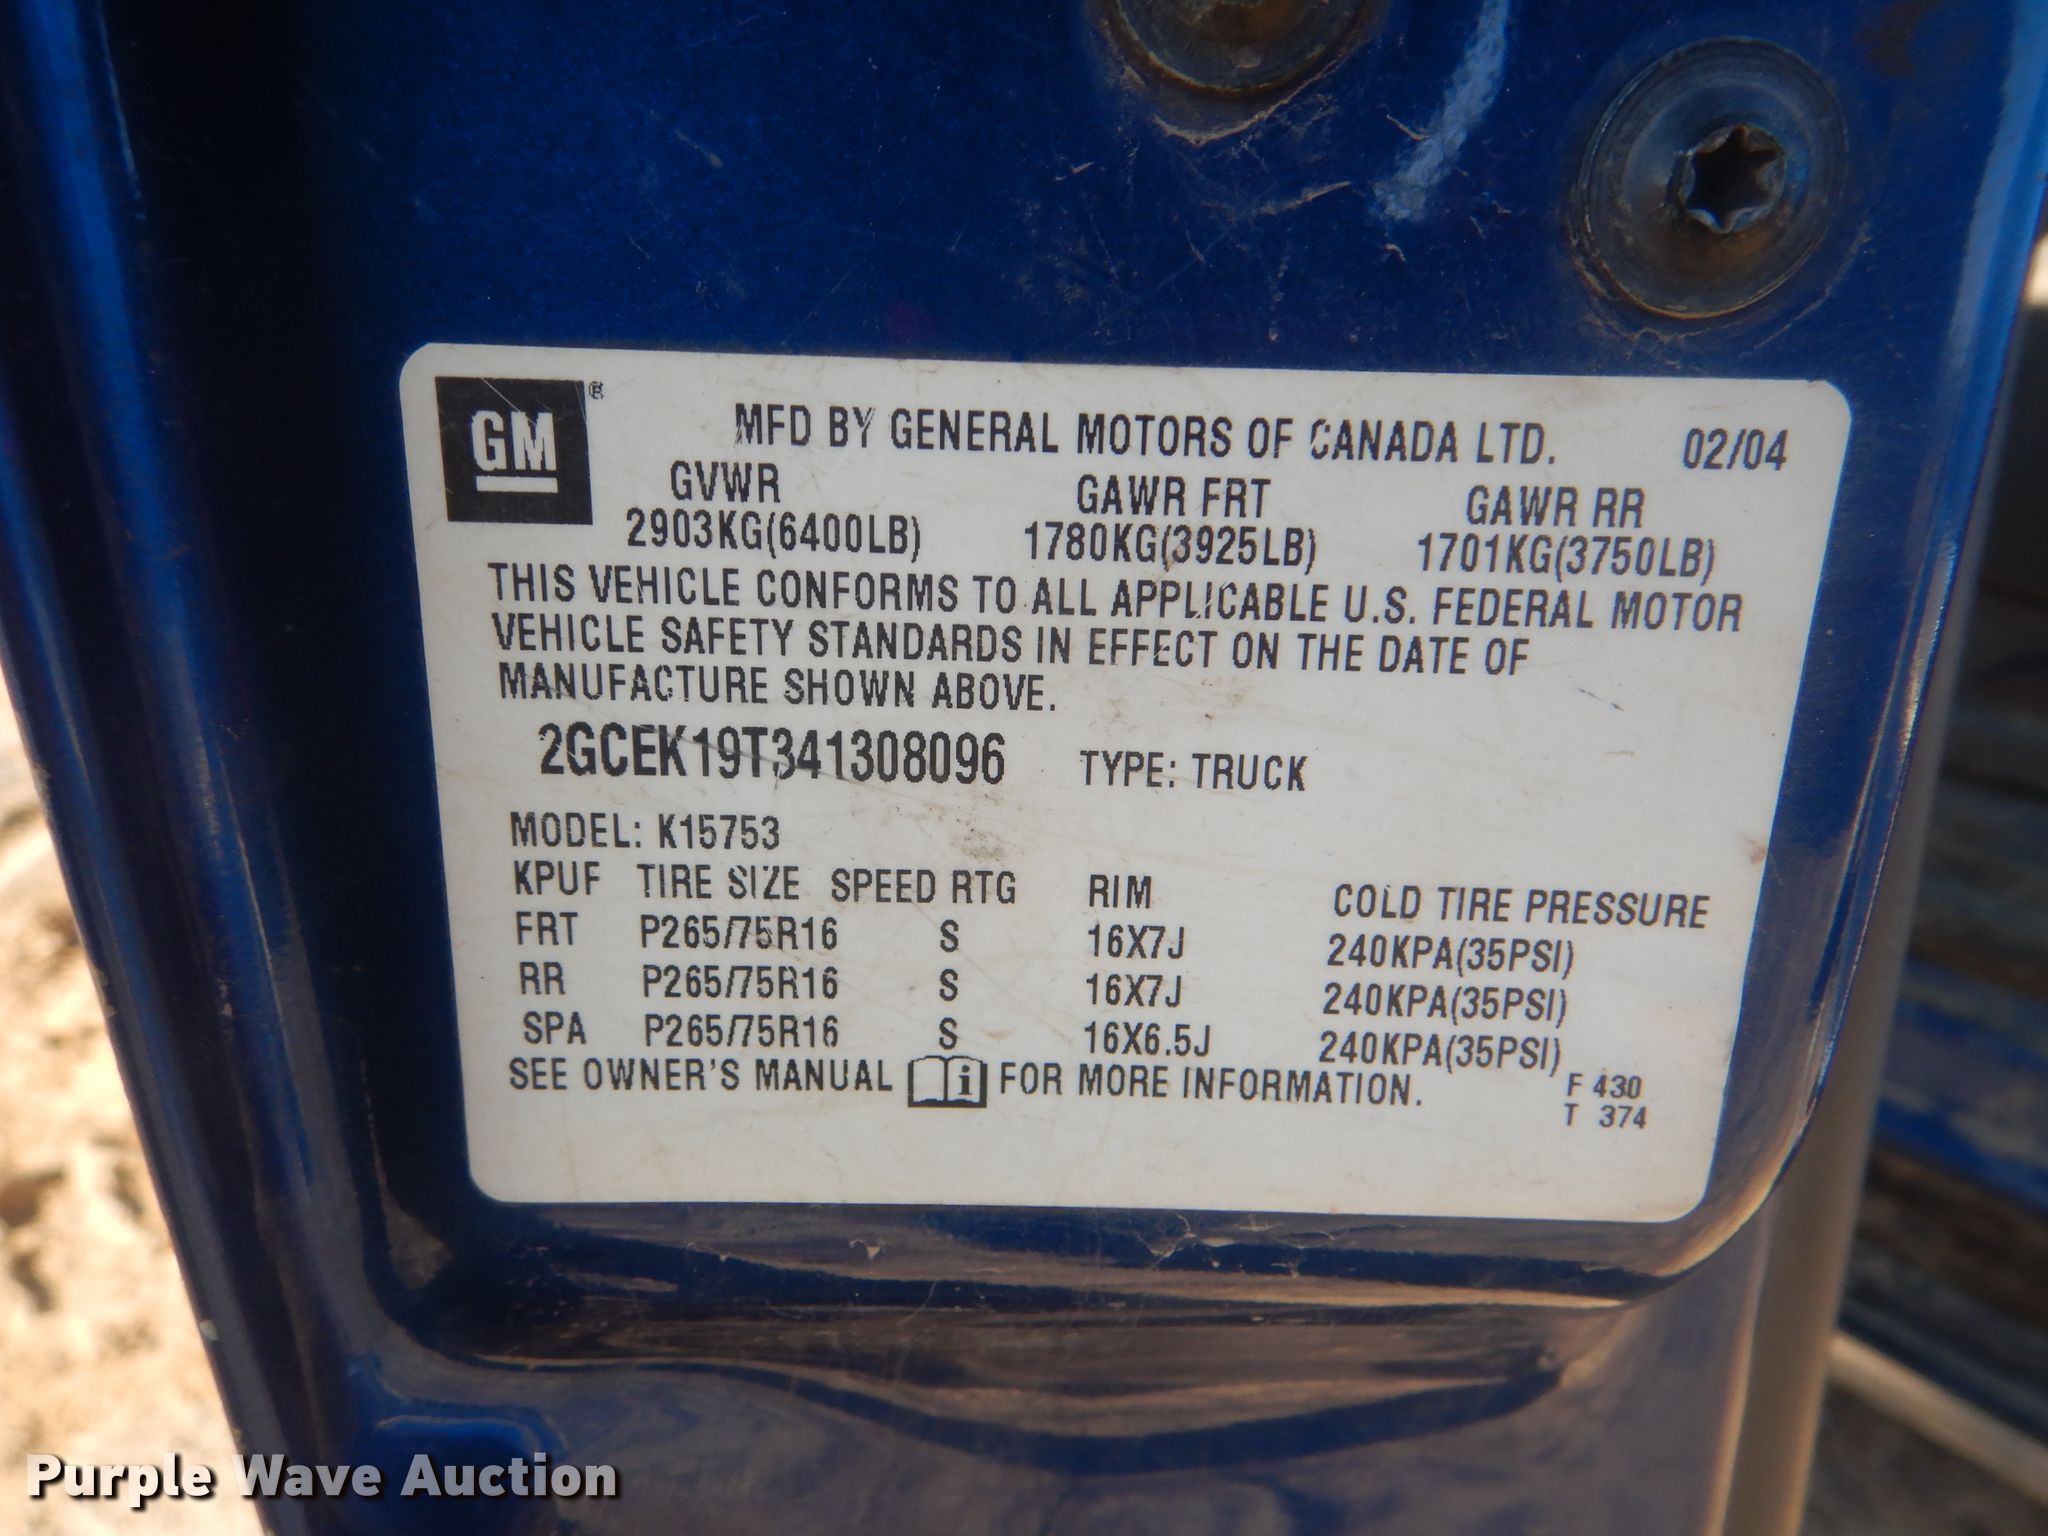 GM®
MFD BY GENERAL MOTORS OF CANADA LTD. 02/04
GVWR GAWR FRT GAWR RR
2903KG(6400LB) 1780KG(3925LB) 1701KG(3750LB)
THIS VEHICLE CONFORMS TO ALL APPLICABLE U.S. FEDERAL MOTOR
VEHICLE SAFETY STANDARDS IN EFFECT ON THE DATE OF
MANUFACTURE SHOWN ABOVE.
2GCEK19T341308096 TYPE: TRUCK
MODEL: K15753
KPUF TIRE SIZE SPEED RTG RIM COLD TIRE PRESSURE
FRT P265/75R16 S 16X7J 240KPA(35PSI)
RR P265/75R16 S 16X7J 240KPA(35PSI)
SPA P265/75R16 S 16X6.5J 240KPA(35PSI)
SEE OWNER'S MANUAL i FOR MORE INFORMATION.
F 430
T 374
Purple Wave Auction